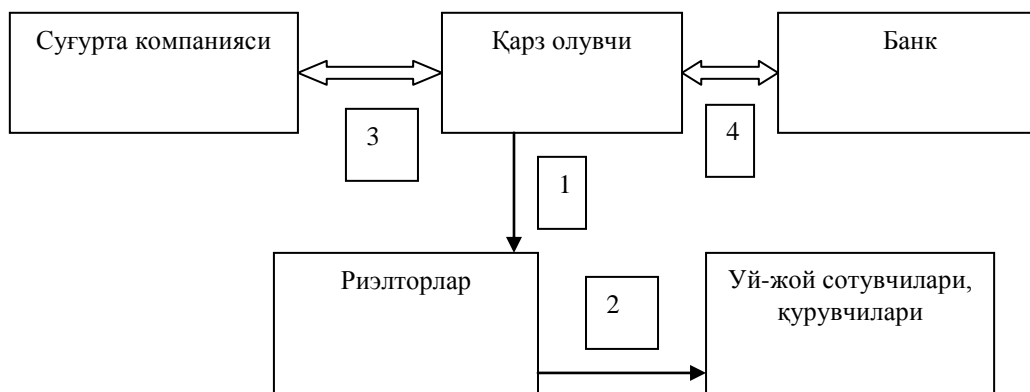 Суғурта компанияси
Қарз олувчи
Банк
3
4
1
Риэлторлар
2
Уй-жой сотувчилари,
қурувчилари